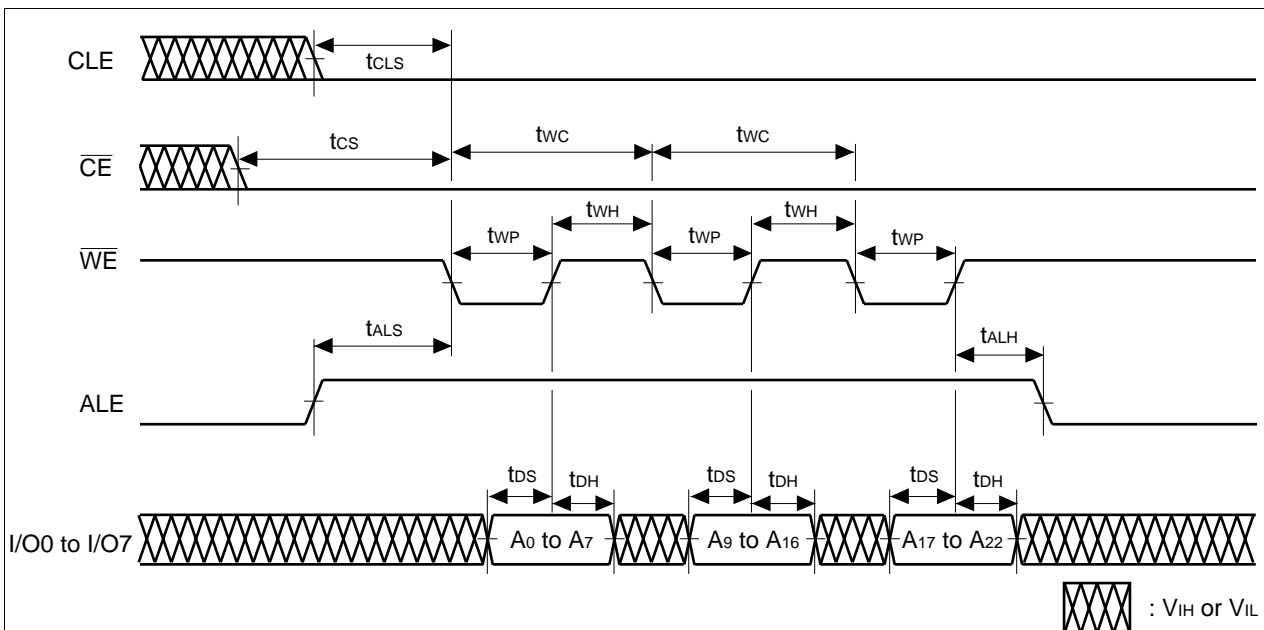 CLE
tCLS
CE
tCS
tWC
tWC
WE
tWP
tWH
tWP
tWH
tWP
tALS
tALH
ALE
tDS
tDH
tDS
tDH
tDS
tDH
I/O0 to I/O7
A0 to A7
A9 to A16
A17 to A22
: VIH or VIL